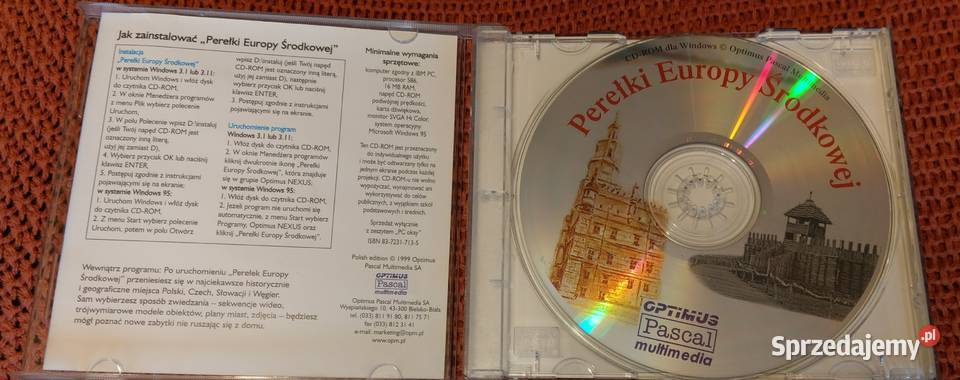 Jak zainstalować „Perełki Europy Środkowej”
Instalacja
„Perełki Europy Środkowej”
w systemie Windows 3.1 lub 3.11:
1. Uruchom Windows i włóż dysk
do czytnika CD-ROM.
2. W oknie Menedżera programów
z menu Plik wybierz polecenie
Uruchom,
3. W polu Polecenie wpisz D:\instaluj
(jeśli Twój napęd CD-ROM jest
oznaczony inną literą,
użyj jej zamiast D),
4. Wybierz przycisk OK lub naciśnij
klawisz ENTER,
5. Postępuj zgodnie z instrukcjami
pojawiającymi się na ekranie;
w systemie Windows 95:
1. Uruchom Windows i włóż dysk
do czytnika CD-ROM,
2. Z menu Start wybierz polecenie
Uruchom, potem w polu Otwórz
wpisz D:\instaluj (jeśli Twój napęd
CD-ROM jest oznaczony inną literą,
użyj jej zamiast D), następnie
wybierz przycisk OK lub naciśnij
klawisz ENTER,
3. Postępuj zgodnie z instrukcjami
pojawiającymi się na ekranie.
Uruchomienie program
Windows 3.1 lub 3.11:
1. Włóż dysk do czytnika CD-ROM,
2. W oknie Menedżera programów
kliknij dwukrotnie ikonę „Perełki
Europy Środkowej”, która znajduje
się w grupie Optimus NEXUS;
w systemie Windows 95:
1. Włóż dysk do czytnika CD-ROM,
2. Jeżeli program nie uruchomi się
automatycznie, z menu Start wybierz
Programy, Optimus NEXUS oraz
kliknij „Perełki Europy Środkowej”.
Wewnątrz programu: Po uruchomieniu „Perełek Europy
Środkowej” przeniesiesz się w najciekawsze historycznie
i geograficzne miejsca Polski, Czech, Słowacji i Węgier.
Sam wybierzesz sposób zwiedzania – sekwencje wideo,
trójwymiarowe modele obiektów, plany miast, zdjęcia – będziesz
mógł poznać nowe zabytki nie ruszając się z domu.
Minimalne wymagania
sprzętowe:
komputer zgodny z IBM PC,
procesor 586,
16 MB RAM,
napęd CD-ROM
podwójnej prędkości,
karta dźwiękowa,
monitor SVGA Hi Color,
system operacyjny
Microsoft Windows 95
Ten CD-ROM jest przeznaczony
do indywidualnego użytku
i może być odtwarzany tylko na
jednym ekranie podczas każdej
projekcji. CD-ROM-u nie wolno
wypożyczać, wynajmować ani
wykorzystywać do celów
publicznych, z wyjątkiem szkół
podstawowych i średnich.
Sprzedaż wyłącznie
z zeszytem „PC okay”
ISBN 83-7231-713-5
Polish edition © 1999 Optimus
Pascal Multimedia SA
OPTIMUS
Pascal
multimedia
Optimus Pascal Multimedia SA
Wyspiańskiego 10, 43-300 Bielsko-Biała
tel. (033) 811 91 80, 811 75 71
fax (033) 812 31 41
e-mail: marketing@opm.pl
http://www.opm.pl
CD-ROM dla Windows © Optimus Pascal Multimedia
Perełki Europy Środkowej
OPTIMUS
Pascal
multimedia
Sprzedajemy.pl